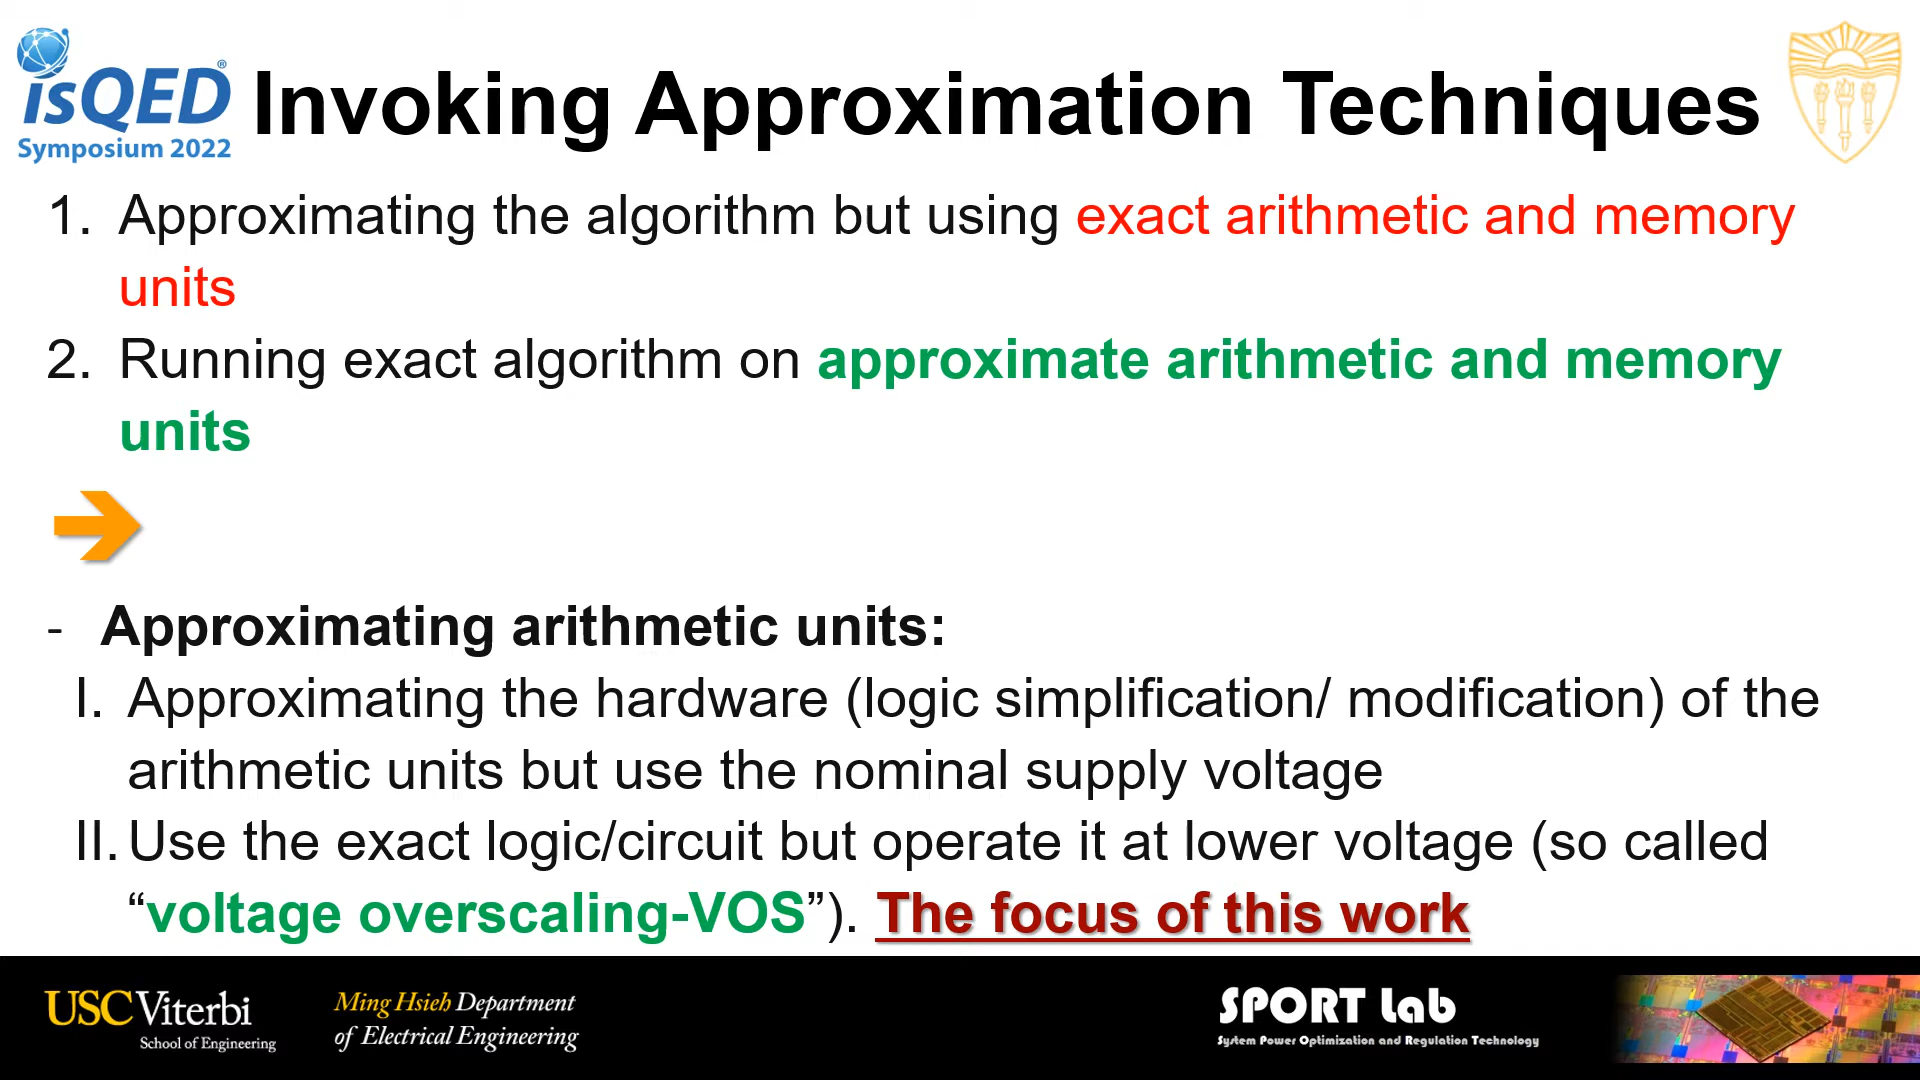 isQED®
Symposium 2022
Invoking Approximation Techniques
1. Approximating the algorithm but using exact arithmetic and memory
units
2. Running exact algorithm on approximate arithmetic and memory
units
- Approximating arithmetic units:
I. Approximating the hardware (logic simplification/ modification) of the
arithmetic units but use the nominal supply voltage
II. Use the exact logic/circuit but operate it at lower voltage (so called
“voltage overscaling-VOS”). The focus of this work
USC Viterbi
School of Engineering
Ming Hsieh Department
of Electrical Engineering
SPORT Lab
System Power Optimization and Regulation Technology